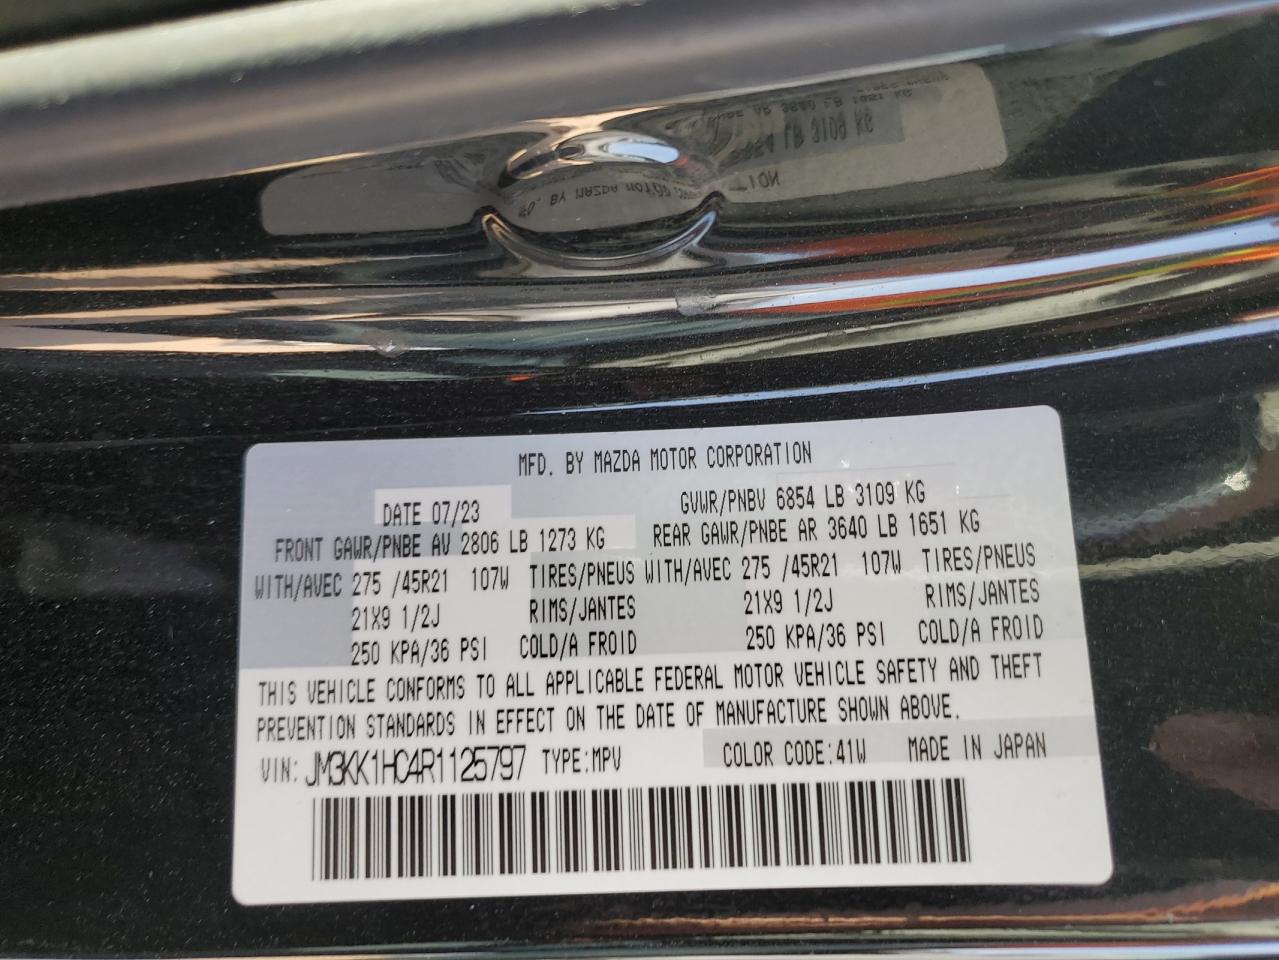 MFD. BY MAZDA MOTOR CORPORATION
DATE 07/23 GVWR/PNBV 6854 LB 3109 KG
FRONT GAWR/PNBE AV 2806 LB 1273 KG REAR GAWR/PNBE AR 3640 LB 1651 KG
WITH/AVEC 275 /45R21 107W TIRES/PNEUS WITH/AVEC 275 /45R21 107W TIRES/PNEUS
21X9 1/2J RIMS/JANTES 21X9 1/2J RIMS/JANTES
250 KPA/36 PSI COLD/A FROID 250 KPA/36 PSI COLD/A FROID
THIS VEHICLE CONFORMS TO ALL APPLICABLE FEDERAL MOTOR VEHICLE SAFETY AND THEFT
PREVENTION STANDARDS IN EFFECT ON THE DATE OF MANUFACTURE SHOWN ABOVE.
VIN: JM3KK1HC4R1125797 TYPE:MPV COLOR CODE:41W MADE IN JAPAN